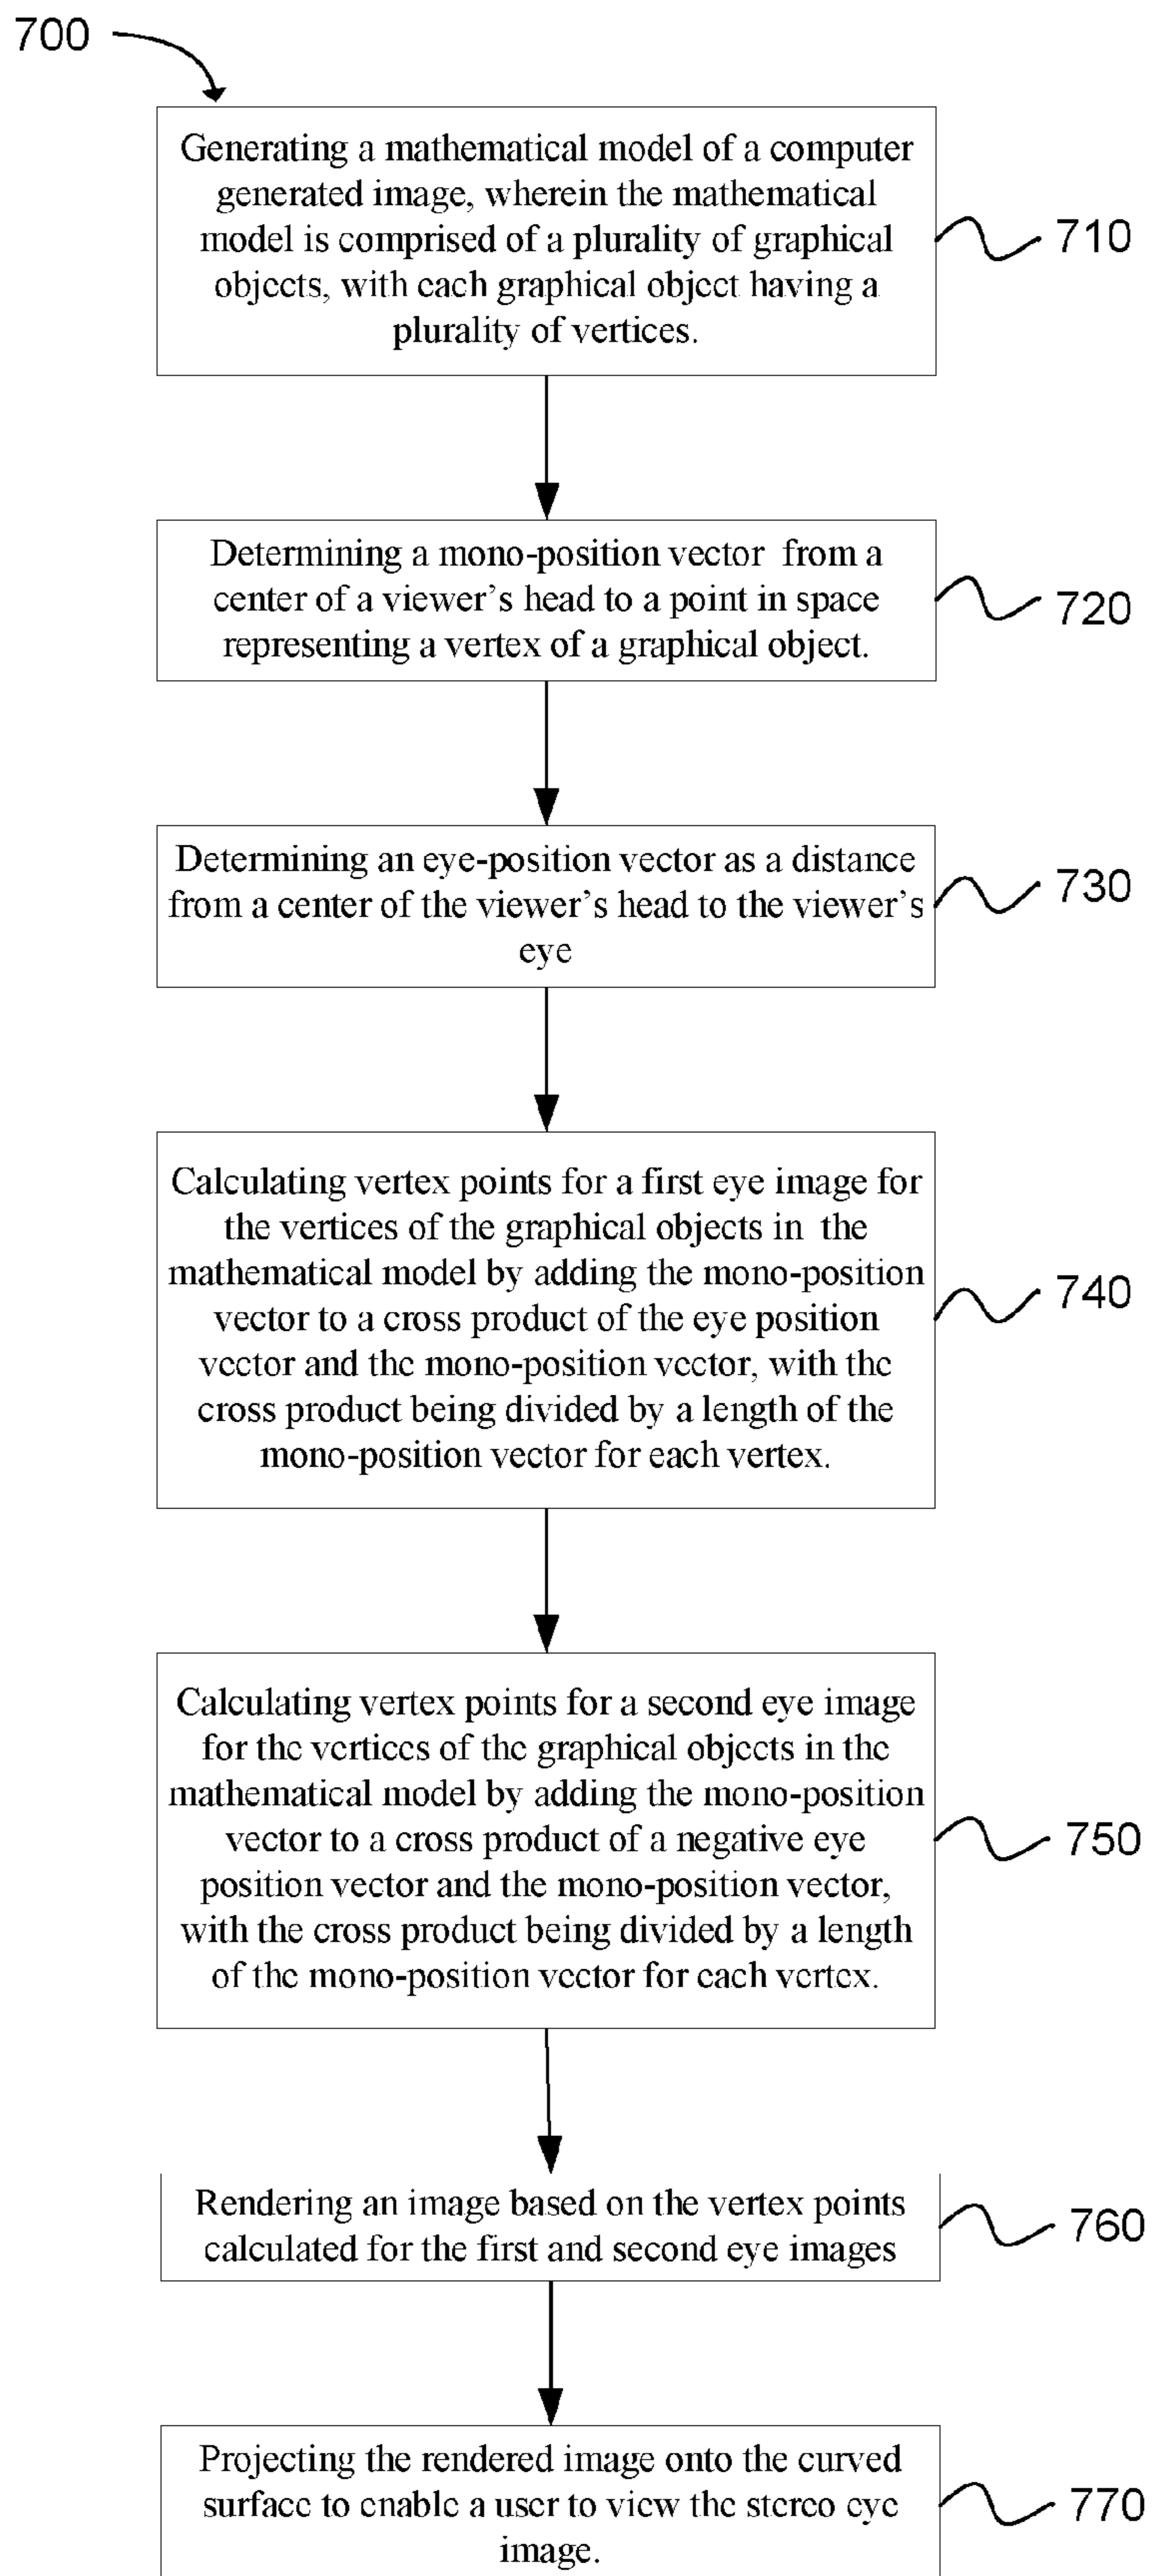 700
Generating a mathematical model of a computer
generated image, wherein the mathematical
model is comprised of a plurality of graphical
objects, with each graphical object having a
plurality of vertices.
710
Determining a mono-position vector from a
center of a viewer's head to a point in space
representing a vertex of a graphical object.
720
Determining an eye-position vector as a distance
from a center of the viewer's head to the viewer's
eye
730
Calculating vertex points for a first eye image for
the vertices of the graphical objects in the
mathematical model by adding the mono-position
vector to a cross product of the eye position
vector and the mono-position vector, with the
cross product being divided by a length of the
mono-position vector for each vertex.
740
Calculating vertex points for a second eye image
for the vertices of the graphical objects in the
mathematical model by adding the mono-position
vector to a cross product of a negative eye
position vector and the mono-position vector,
with the cross product being divided by a length
of the mono-position vector for each vertex.
750
Rendering an image based on the vertex points
calculated for the first and second eye images
760
Projecting the rendered image onto the curved
surface to enable a user to view the stereo eye
image.
770